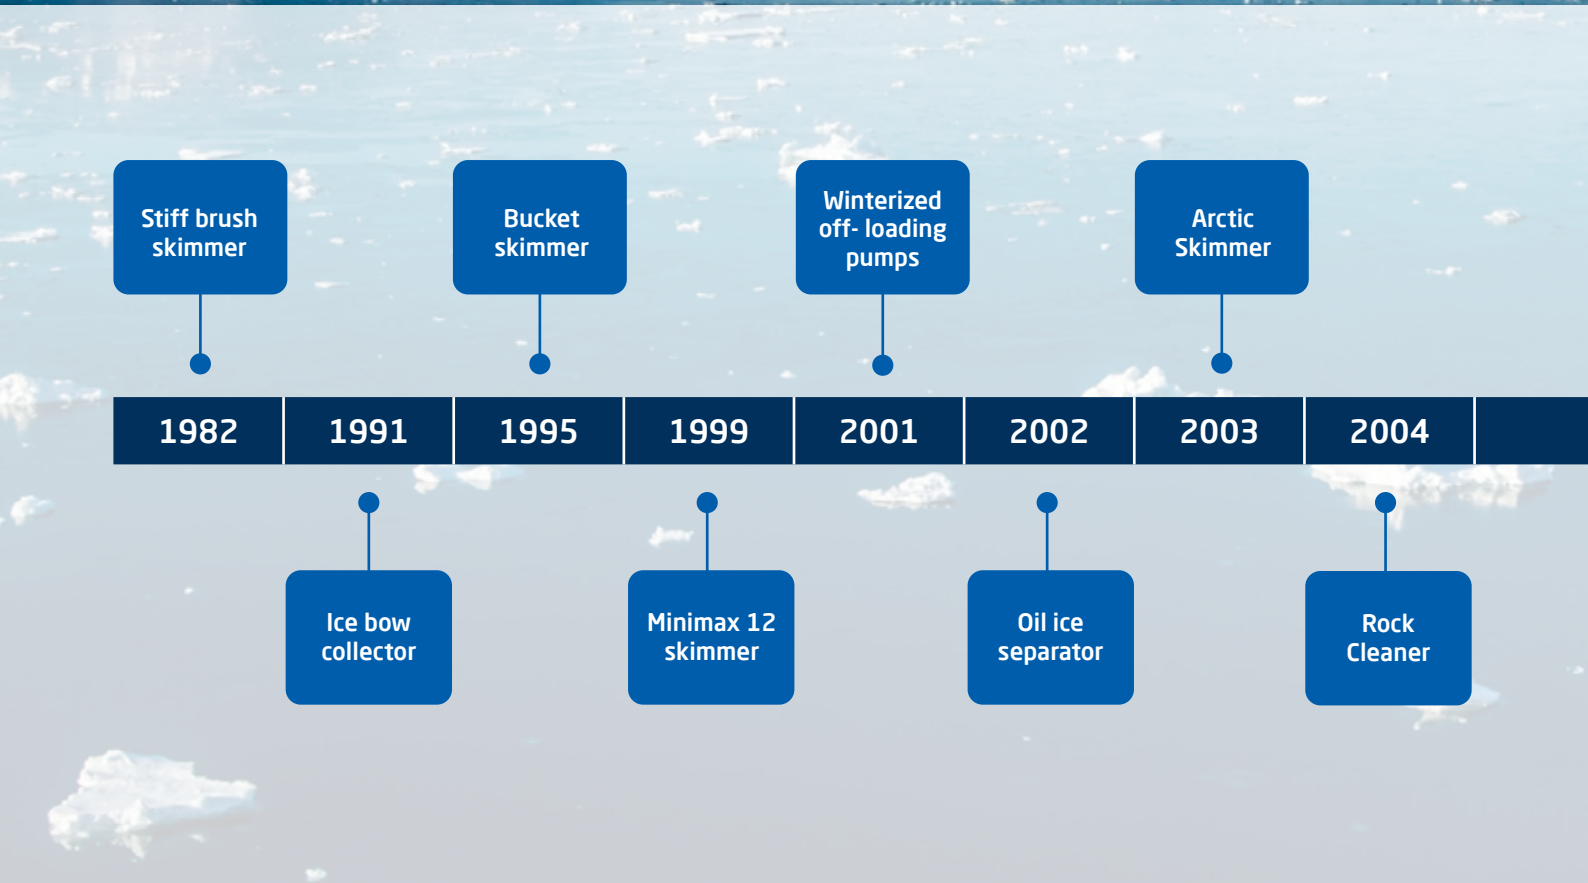 Stiff brush
skimmer
Bucket
skimmer
Winterized
off- loading
pumps
Arctic
Skimmer
1982 1991 1995 1999 2001 2002 2003 2004
Ice bow
collector
Minimax 12
skimmer
Oil ice
separator
Rock
Cleaner